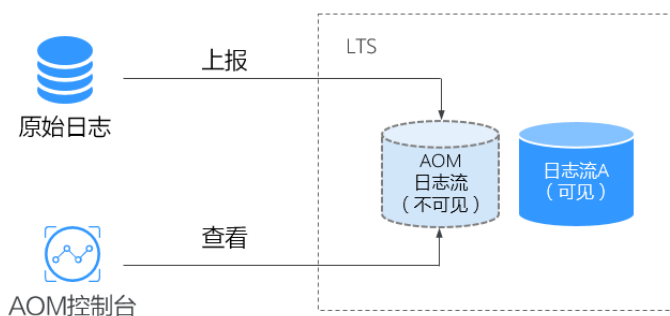 上报
LTS
原始日志
AOM
日志流
（不可见）
日志流A
（可见）
查看
AOM控制台